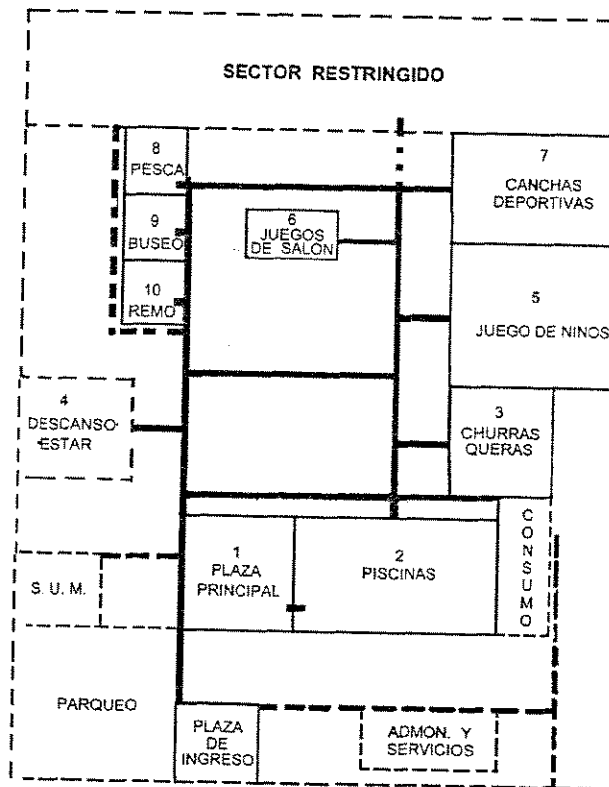 SECTOR RESTRINGIDO
8
PESCA
7
CANCHAS
DEPORTIVAS
6
JUEGOS
DE SALON
9
BUSEO
10
REMO
5
JUEGO DE NINOS
4
DESCANSO
ESTAR
3
CHURRAS
QUERAS
CONSUMO
1
PLAZA
PRINCIPAL
2
PISCINAS
S. U. M.
PARQUEO
PLAZA
DE
INGRESO
ADMON. Y
SERVICIOS